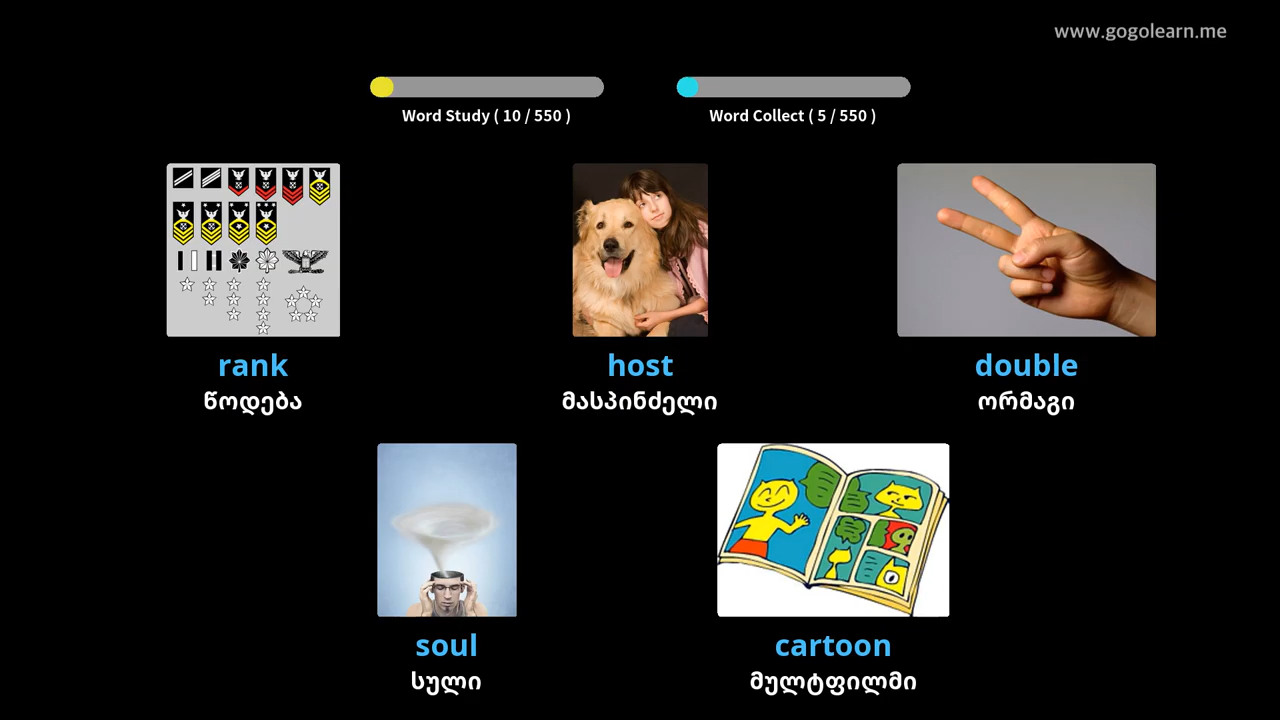 www.gogolearn.me
Word Study ( 10 / 550 )
Word Collect ( 5 / 550 )
rank
წოდება
host
მასპინძელი
double
ორმაგი
soul
სული
cartoon
მულტფილმი